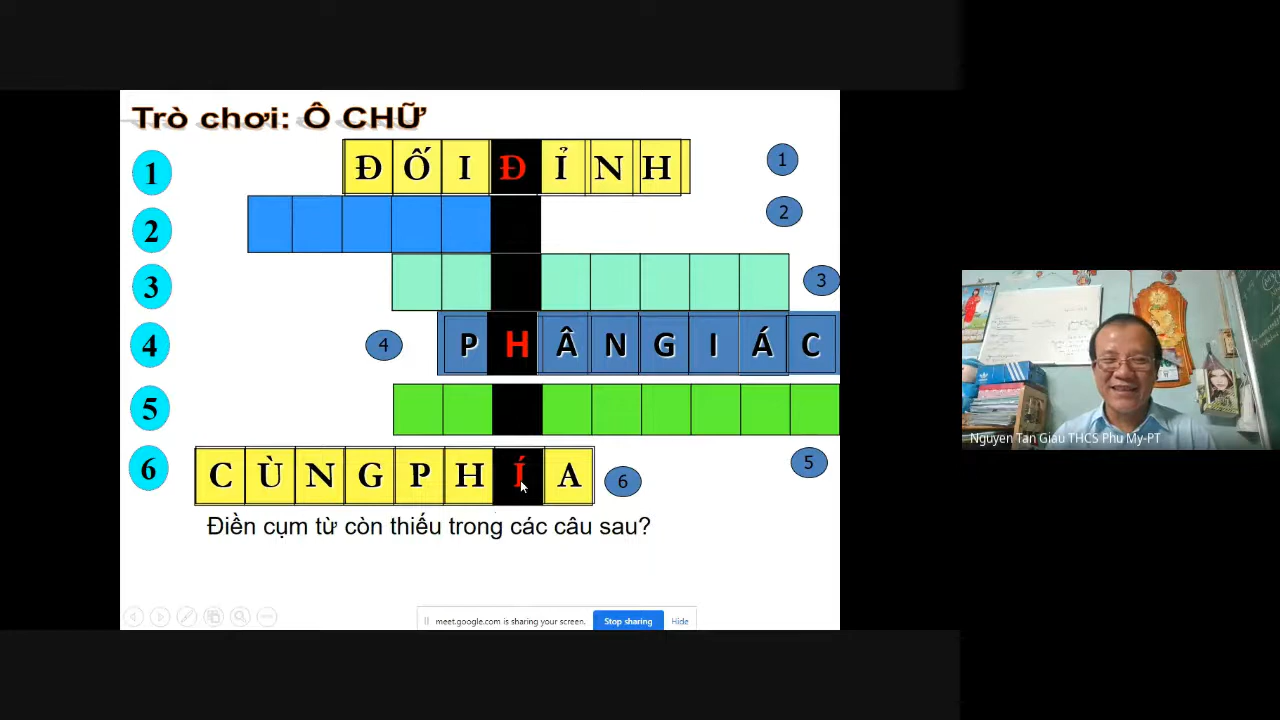 Trò chơi: Ô CHỮ
1 ĐỐIĐỈNH 1
2 2
3 3
4 4 PHÂNGIÁC
5
6 CÙNGPHÍA 6 5
Điền cụm từ còn thiếu trong các câu sau?
meet.google.com is sharing your screen. Stop sharing Hide
Nguyen Tan Giau THCS Phu My-PT